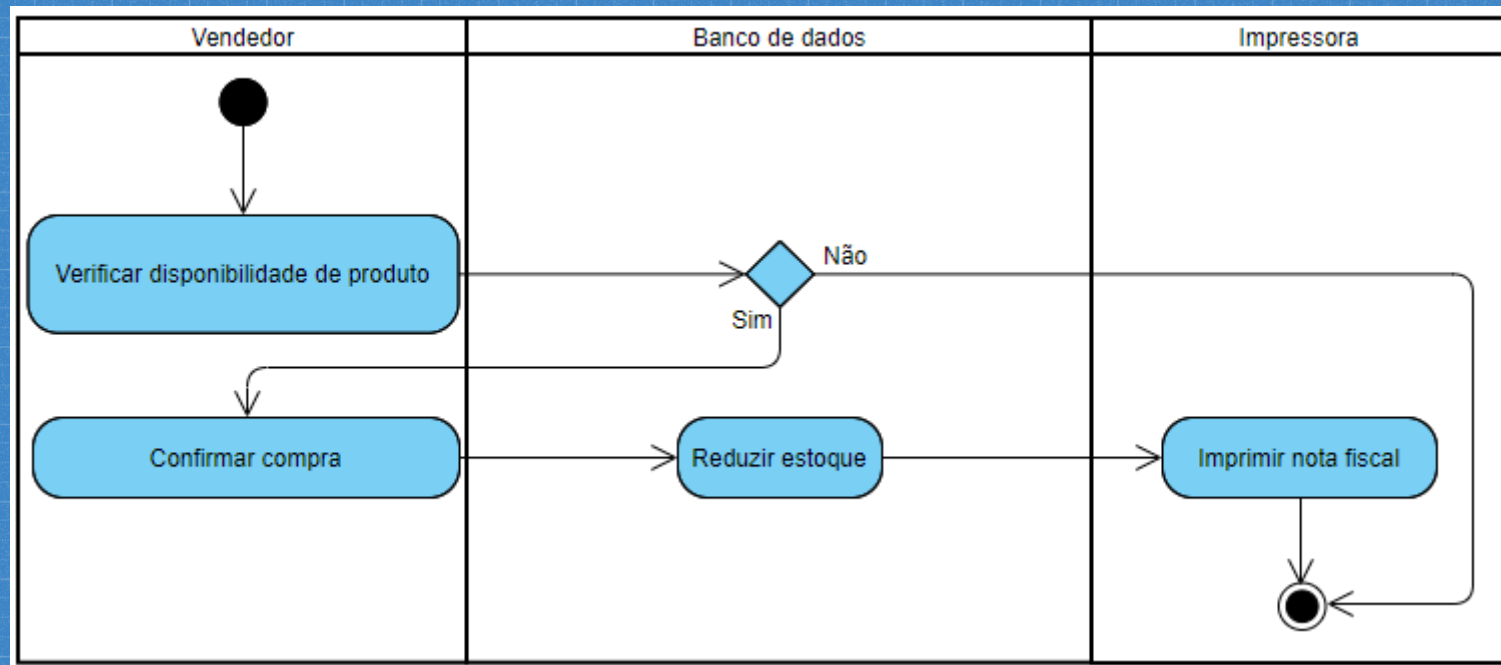 Vendedor
Banco de dados
Impressora
Verificar disponibilidade de produto
Não
Sim
Confirmar compra
Reduzir estoque
Imprimir nota fiscal